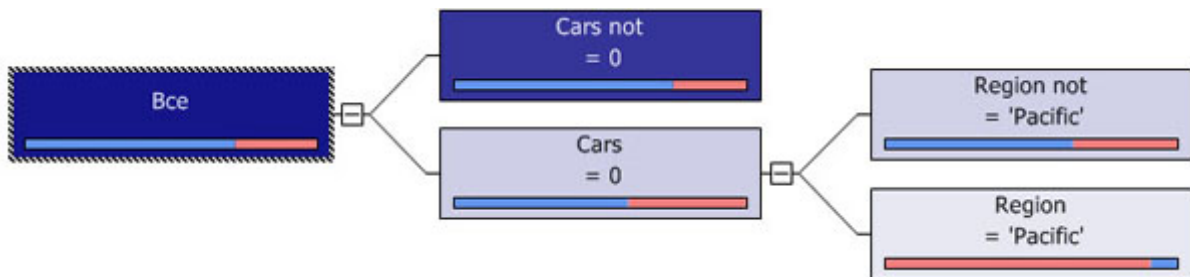 Все
Cars not
= 0
Cars
= 0
Region not
= 'Pacific'
Region
= 'Pacific'